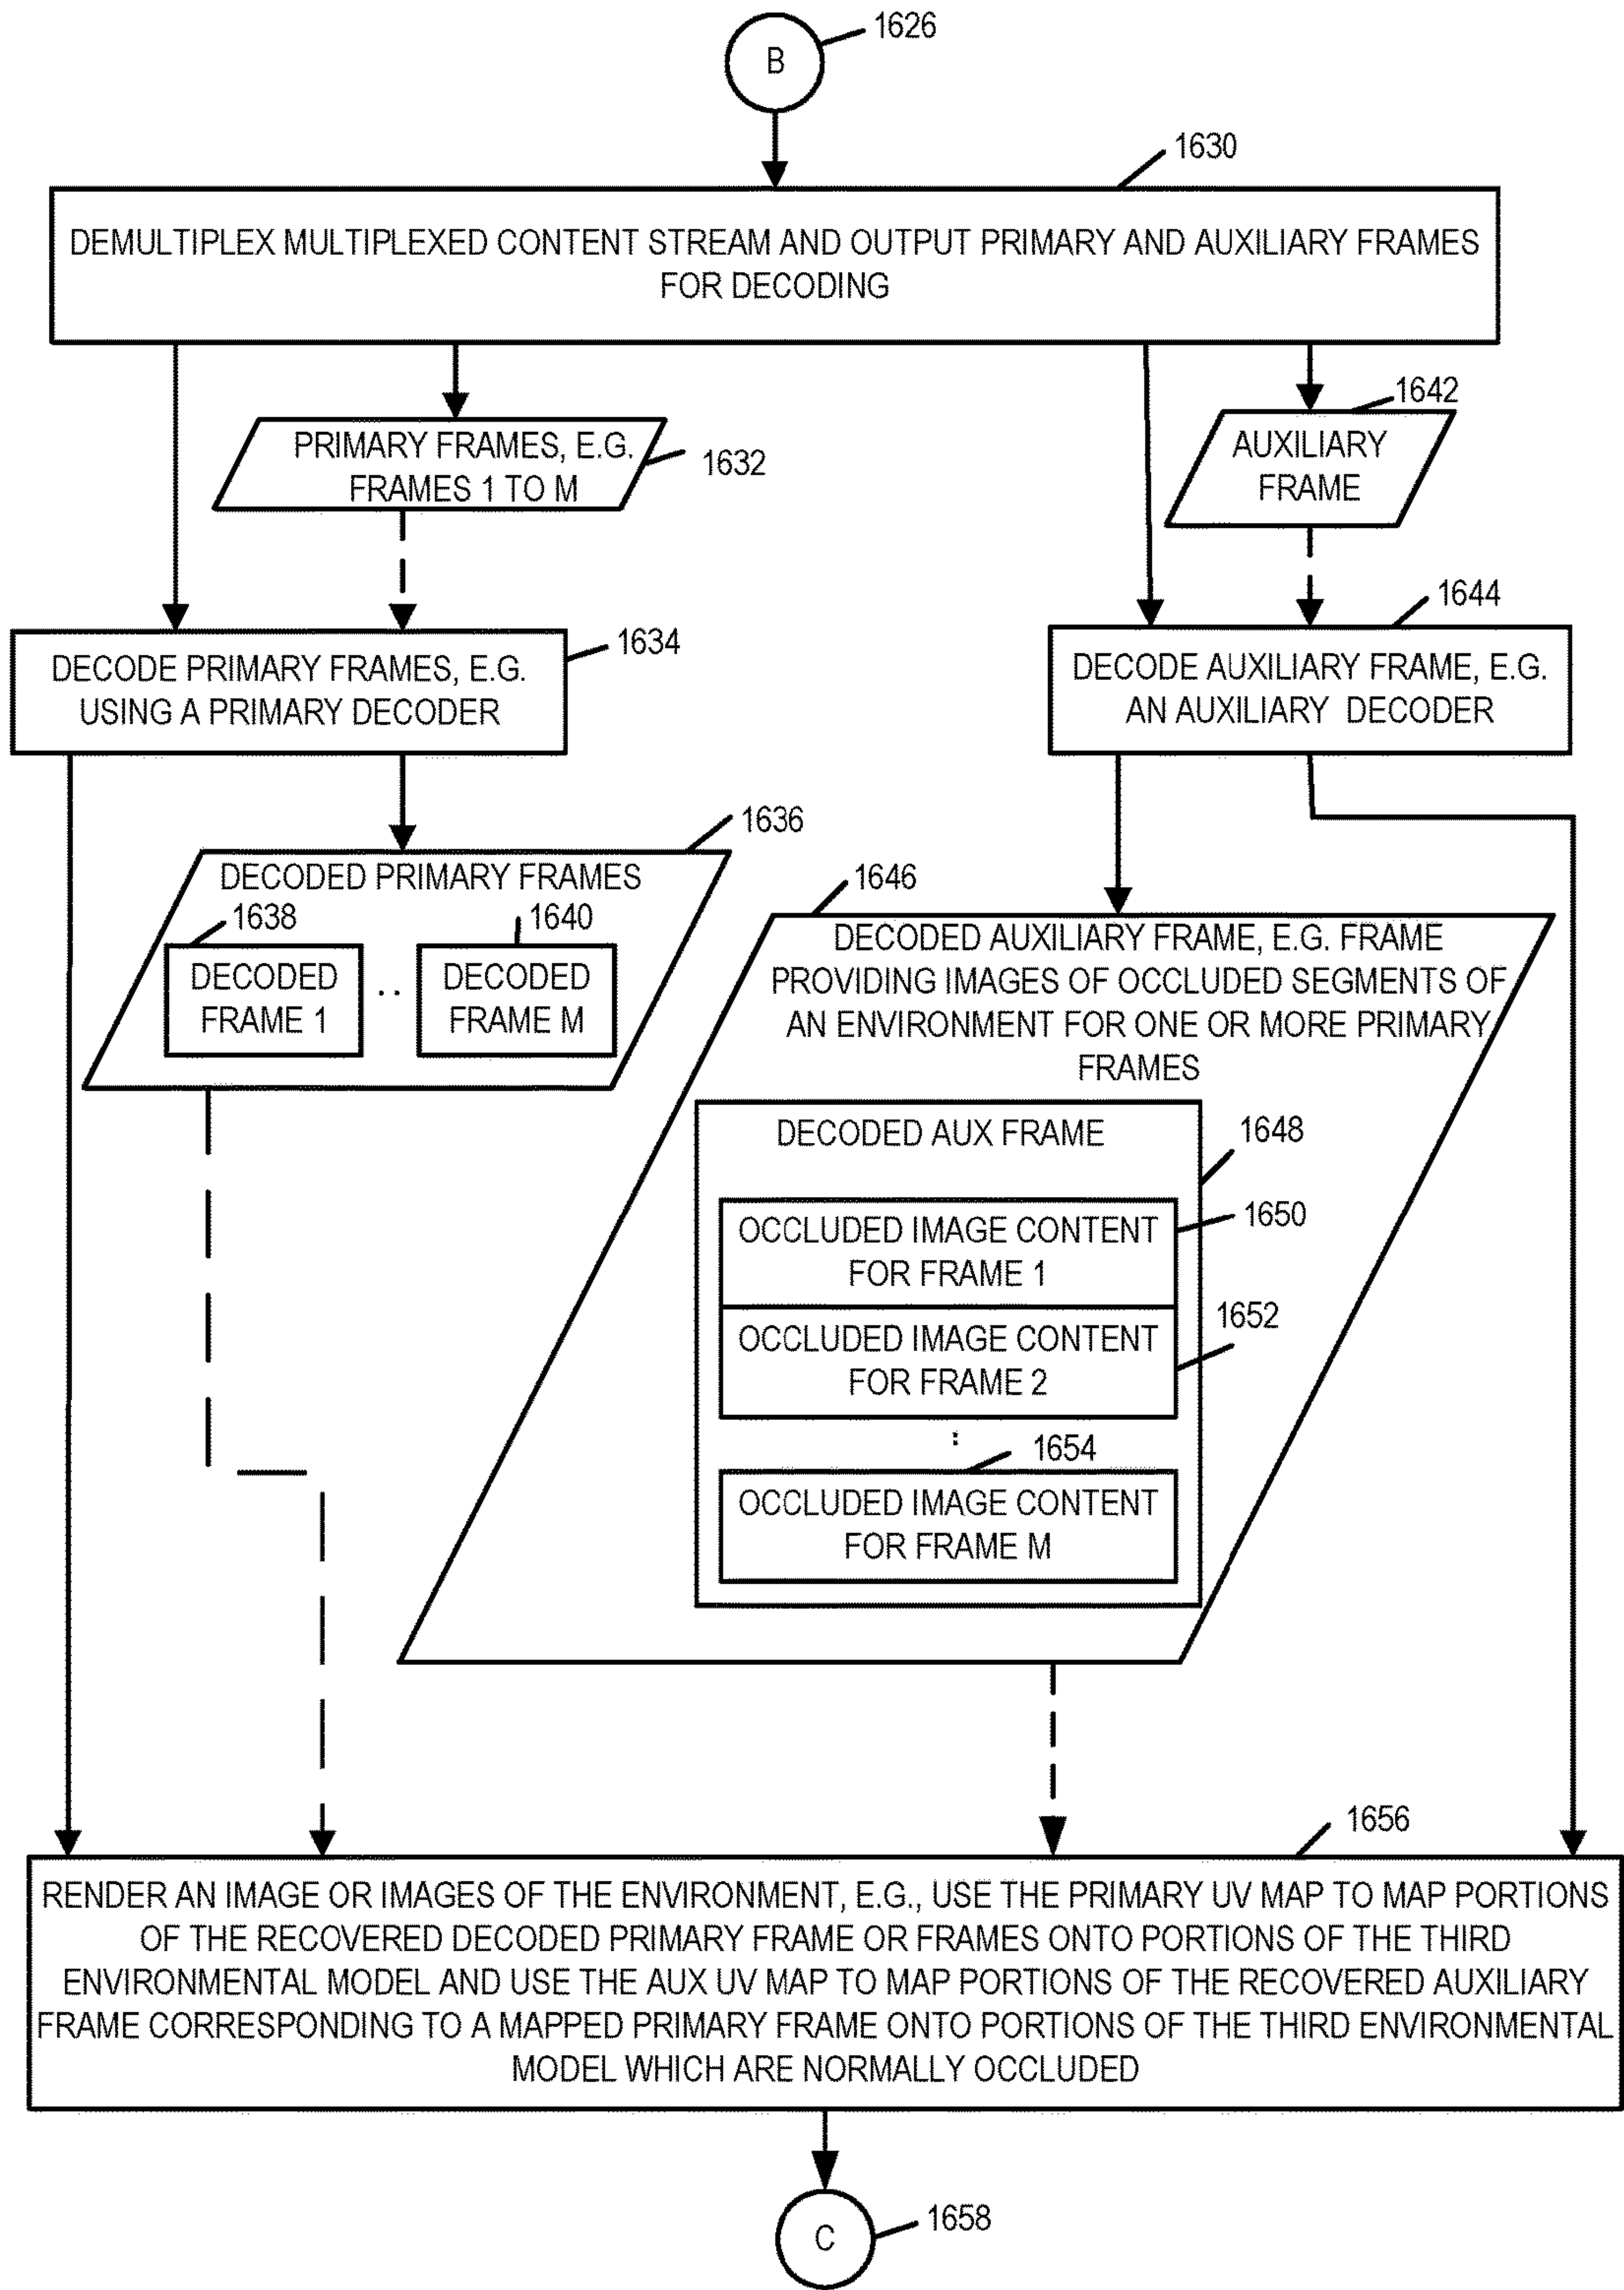 B
1626
1630
DEMULTIPLEX MULTIPLEXED CONTENT STREAM AND OUTPUT PRIMARY AND AUXILIARY FRAMES
FOR DECODING
PRIMARY FRAMES, E.G.
FRAMES 1 TO M
1632
1642
AUXILIARY
FRAME
1634
DECODE PRIMARY FRAMES, E.G.
USING A PRIMARY DECODER
1644
DECODE AUXILIARY FRAME, E.G.
AN AUXILIARY DECODER
1636
DECODED PRIMARY FRAMES
1638
1640
DECODED
FRAME 1
..
DECODED
FRAME M
1646
DECODED AUXILIARY FRAME, E.G. FRAME
PROVIDING IMAGES OF OCCLUDED SEGMENTS OF
AN ENVIRONMENT FOR ONE OR MORE PRIMARY
FRAMES
DECODED AUX FRAME
1648
OCCLUDED IMAGE CONTENT
FOR FRAME 1
1650
OCCLUDED IMAGE CONTENT
FOR FRAME 2
1652
:
1654
OCCLUDED IMAGE CONTENT
FOR FRAME M
1656
RENDER AN IMAGE OR IMAGES OF THE ENVIRONMENT, E.G., USE THE PRIMARY UV MAP TO MAP PORTIONS
OF THE RECOVERED DECODED PRIMARY FRAME OR FRAMES ONTO PORTIONS OF THE THIRD
ENVIRONMENTAL MODEL AND USE THE AUX UV MAP TO MAP PORTIONS OF THE RECOVERED AUXILIARY
FRAME CORRESPONDING TO A MAPPED PRIMARY FRAME ONTO PORTIONS OF THE THIRD ENVIRONMENTAL
MODEL WHICH ARE NORMALLY OCCLUDED
C
1658